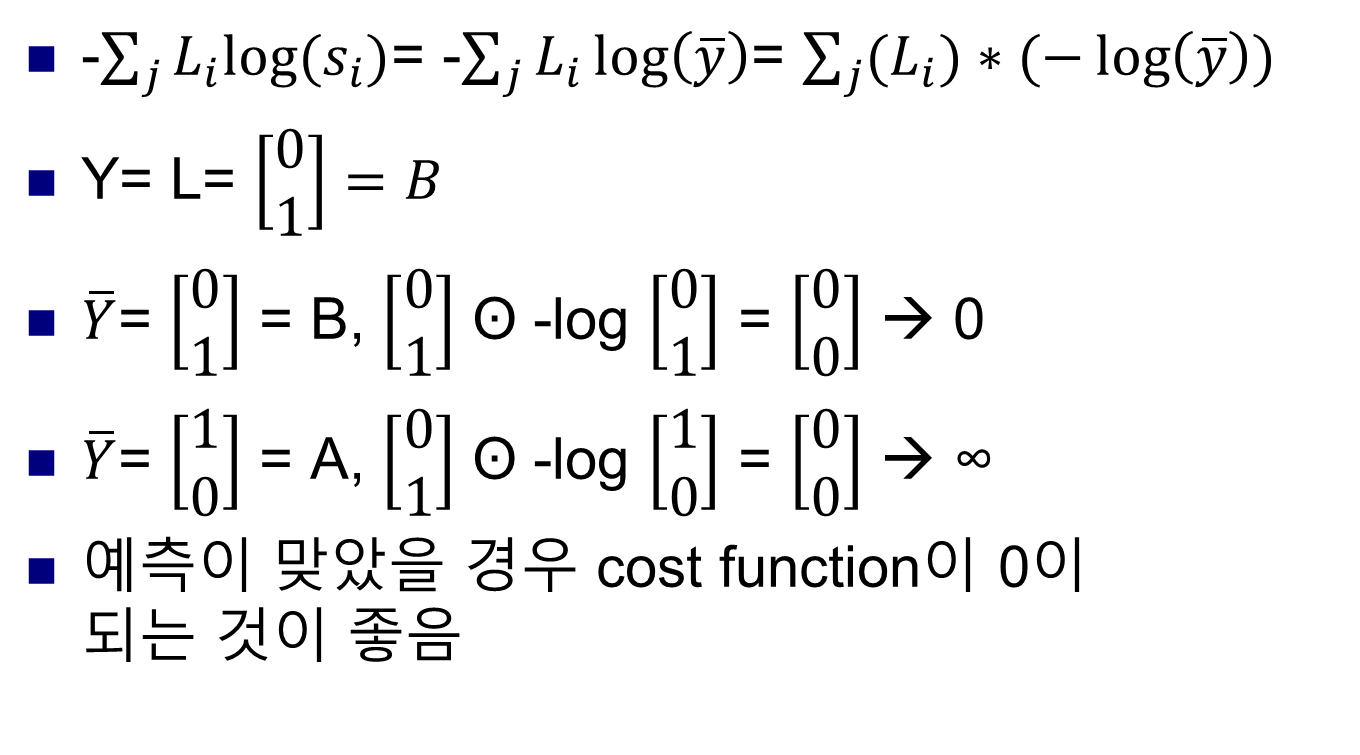 ■ -∑ⱼ Lᵢlog(sᵢ)= -∑ⱼ Lᵢ log(ȳ)= ∑ⱼ(Lᵢ) ∗ (− log(ȳ))
■ Y= L= [0 1] = B
■ Ȳ= [0 1] = B, [0 1] ⊙ -log [0 1] = [0 0] → 0
■ Ȳ= [1 0] = A, [0 1] ⊙ -log [1 0] = [0 0] → ∞
■ 예측이 맞았을 경우 cost function이 0이
되는 것이 좋음